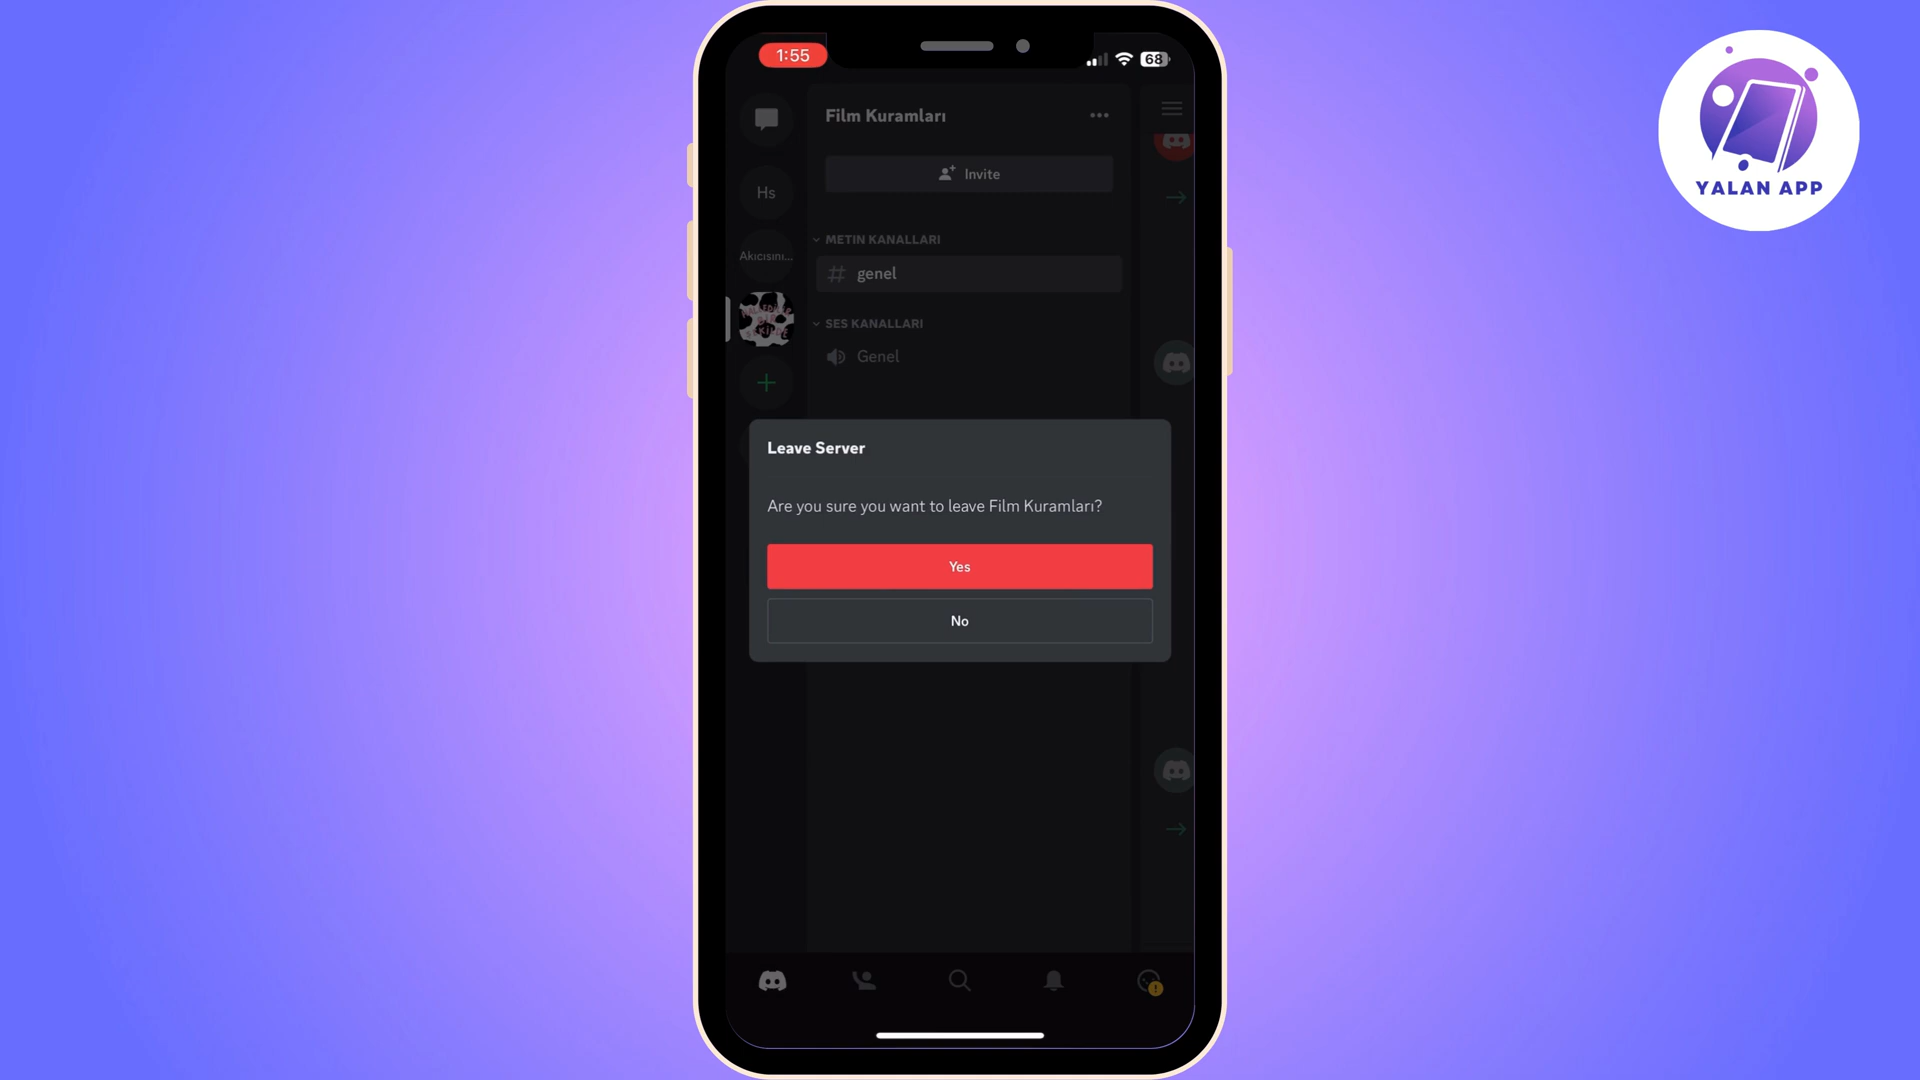 1:55
68
Film Kuramları
Invite
Hs
METIN KANALLARI
Akıcısını...
genel
SES KANALLARI
Genel
Leave Server
Are you sure you want to leave Film Kuramları?
Yes
No
YALAN APP